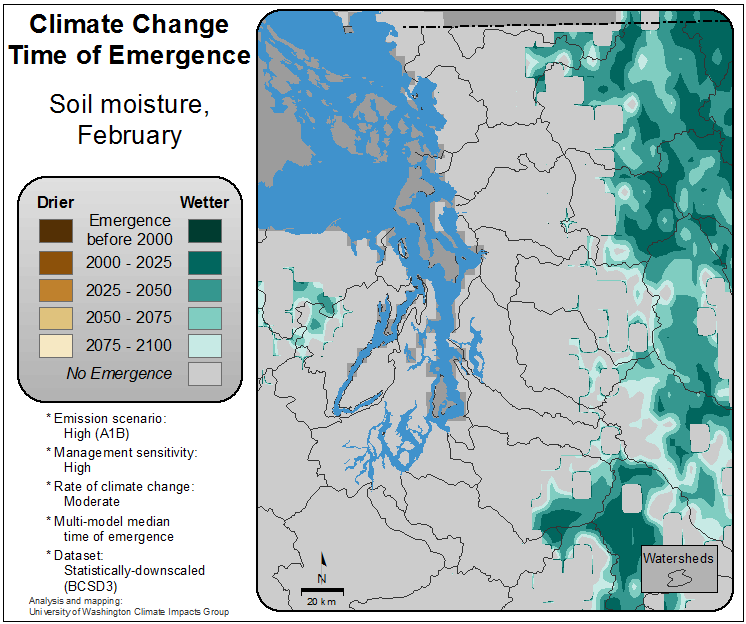 Climate Change
Time of Emergence
Soil moisture,
February
Drier Wetter
Emergence
before 2000
2000 - 2025
2025 - 2050
2050 - 2075
2075 - 2100
No Emergence
* Emission scenario:
High (A1B)
* Management sensitivity:
High
* Rate of climate change:
Moderate
* Multi-model median
time of emergence
* Dataset:
Statistically-downscaled
(BCSD3)
Analysis and mapping:
University of Washington Climate Impacts Group
N
20 km
Watersheds